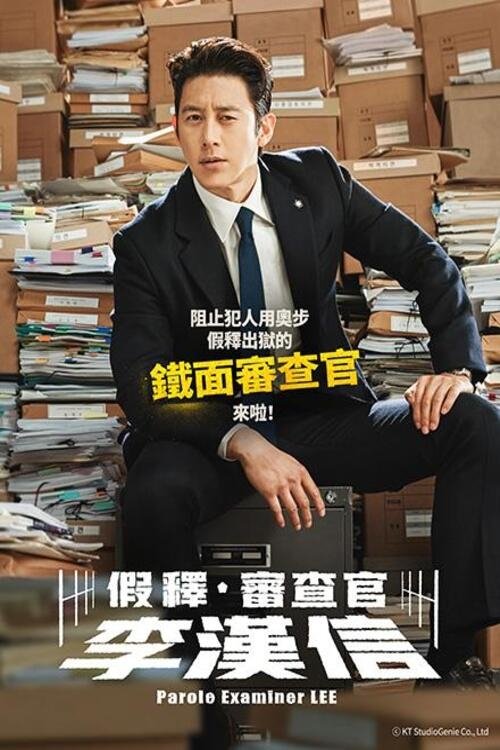 阻止犯人用奧步
假釋出獄的
鐵面審查官
來啦!
假釋·審查官
李漢信
Parole Examiner LEE
ⓒ KT StudioGenie Co., Ltd